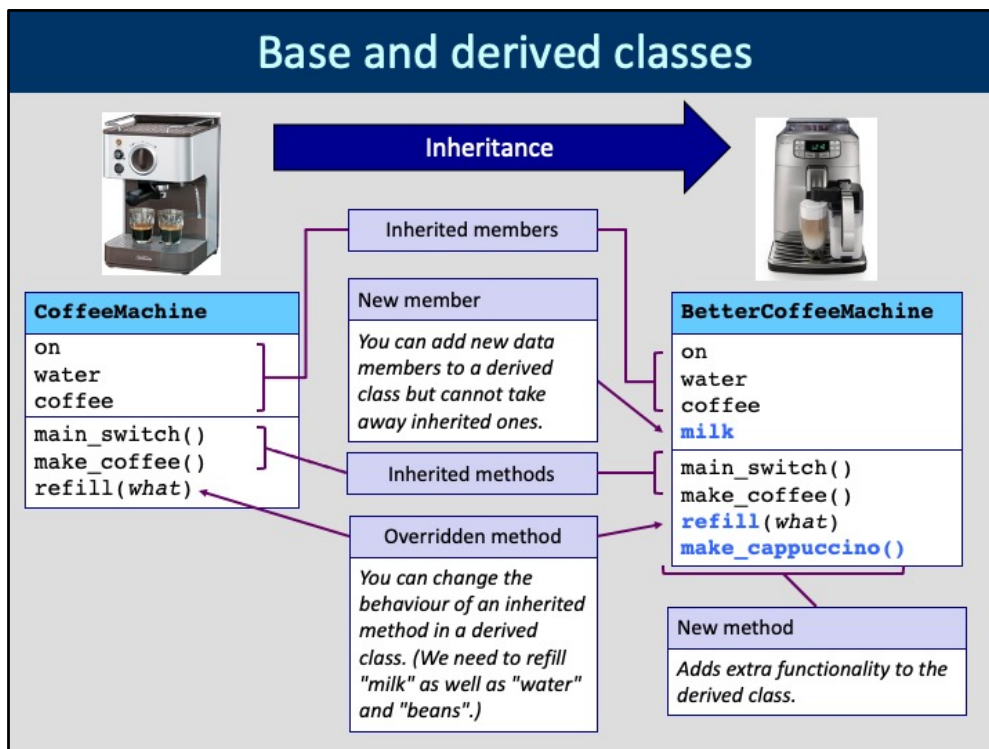 Base and derived classes
Inheritance
Inherited members
CoffeeMachine
on
water
coffee
main_switch()
make_coffee()
refill(what)
New member
You can add new data
members to a derived
class but cannot take
away inherited ones.
Inherited methods
Overridden method
You can change the
behaviour of an inherited
method in a derived
class. (We need to refill
"milk" as well as "water"
and "beans".)
BetterCoffeeMachine
on
water
coffee
milk
main_switch()
make_coffee()
refill(what)
make_cappuccino()
New method
Adds extra functionality to the
derived class.